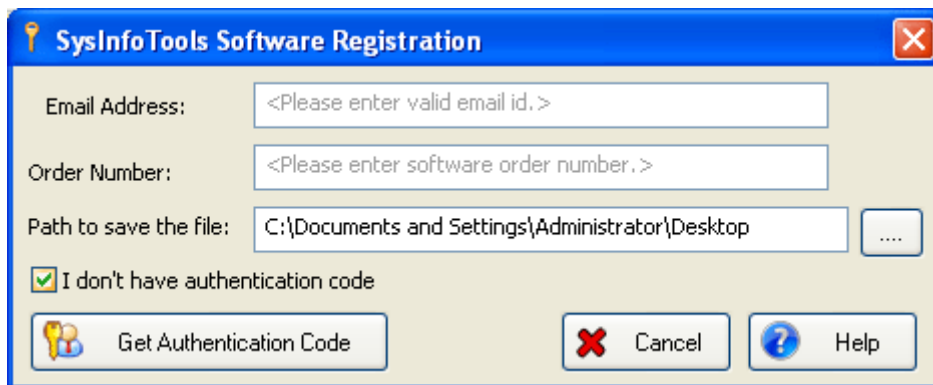 SysInfoTools Software Registration
Email Address: <Please enter valid email id.>
Order Number: <Please enter software order number.>
Path to save the file: C:\Documents and Settings\Administrator\Desktop ....
I don't have authentication code
Get Authentication Code Cancel Help